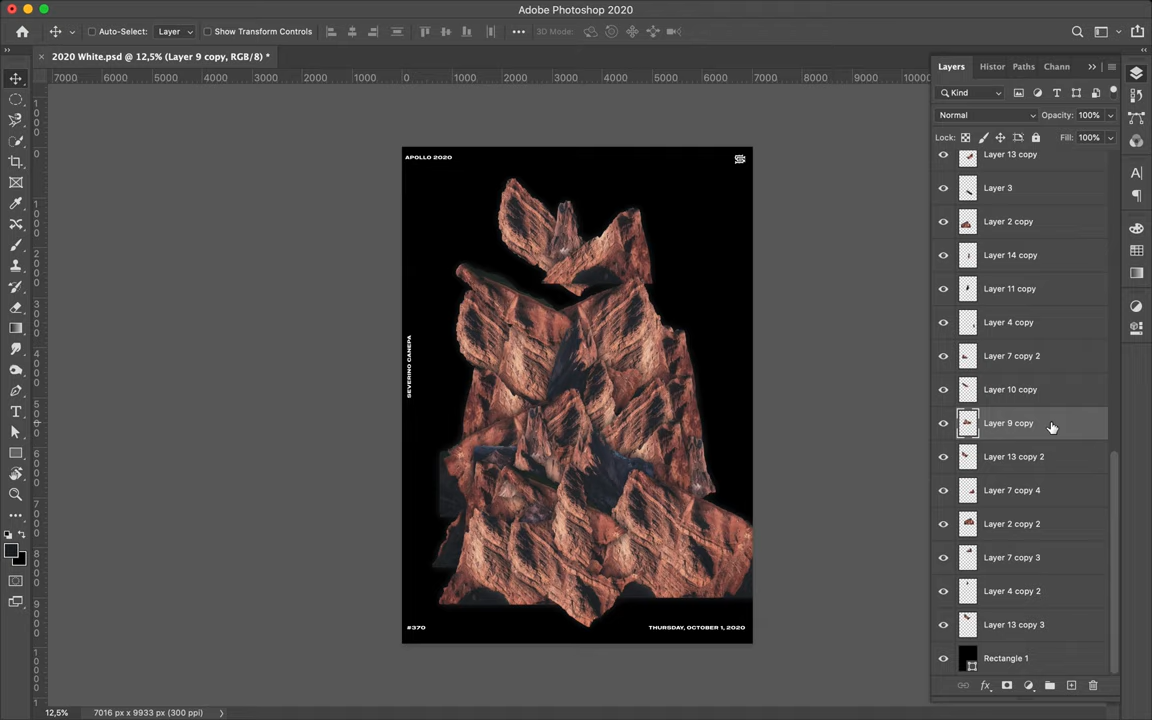 Adobe Photoshop 2020
Auto-Select: Layer Show Transform Controls 3D Mode:
2020 White.psd @ 12,5% (Layer 9 copy, RGB/8) *
7000 6000 5000 4000 3000 2000 1000 0 1000 2000 3000 4000 5000 6000 7000 8000 9000 10000
Layers Histor Paths Chann
Kind
Normal Opacity: 100%
Lock: Fill: 100%
Layer 13 copy
Layer 3
Layer 2 copy
Layer 14 copy
Layer 11 copy
Layer 4 copy
Layer 7 copy 2
Layer 10 copy
Layer 9 copy
Layer 13 copy 2
Layer 7 copy 4
Layer 2 copy 2
Layer 7 copy 3
Layer 4 copy 2
Layer 13 copy 3
Rectangle 1
APOLLO 2020
SEVERINO CANEPA
#370 THURSDAY, OCTOBER 1, 2020
12,5% 7016 px x 9933 px (300 ppi)